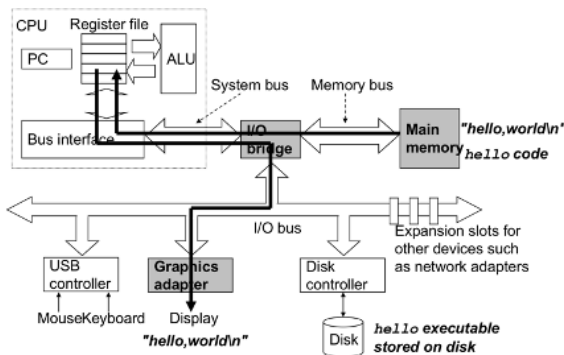 CPU
Register file
PC
ALU
System bus
Memory bus
Bus interface
I/O
bridge
Main
memory
"hello,world\n"
hello code
I/O bus
Expansion slots for
other devices such
as network adapters
USB
controller
Graphics
adapter
Disk
controller
MouseKeyboard
Display
"hello,world\n"
Disk
hello executable
stored on disk